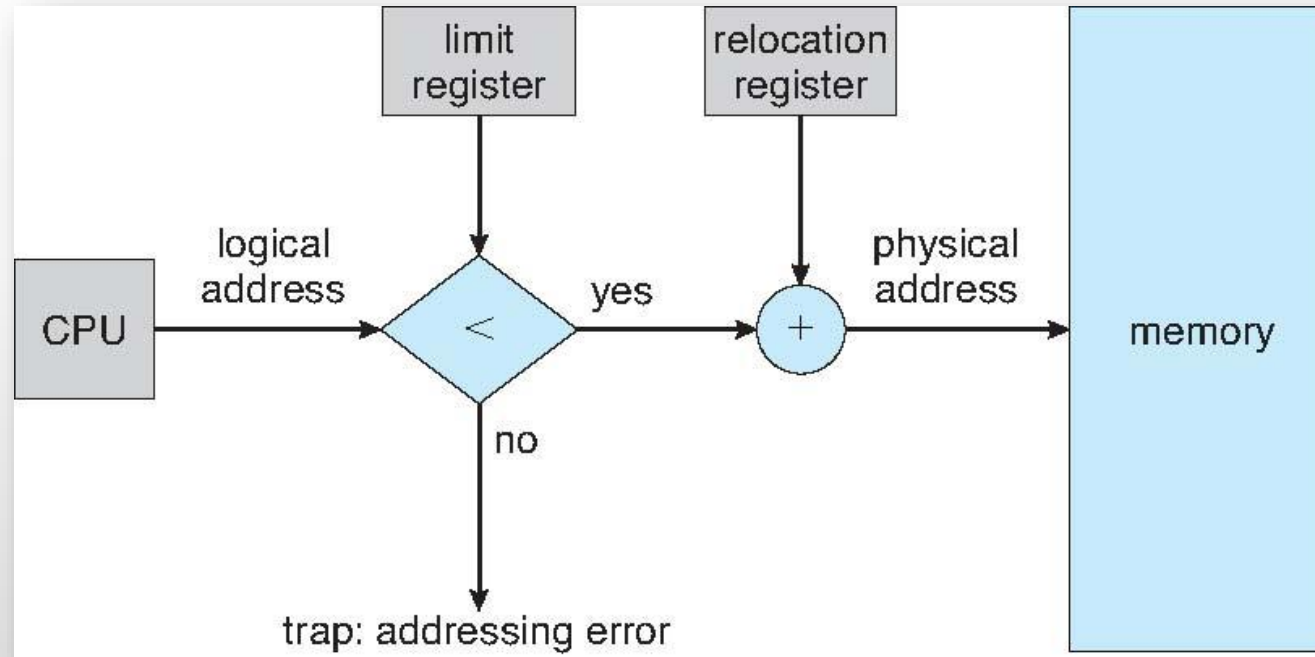 limit
register
relocation
register
logical
address
physical
address
CPU
<
yes
+
memory
no
trap: addressing error